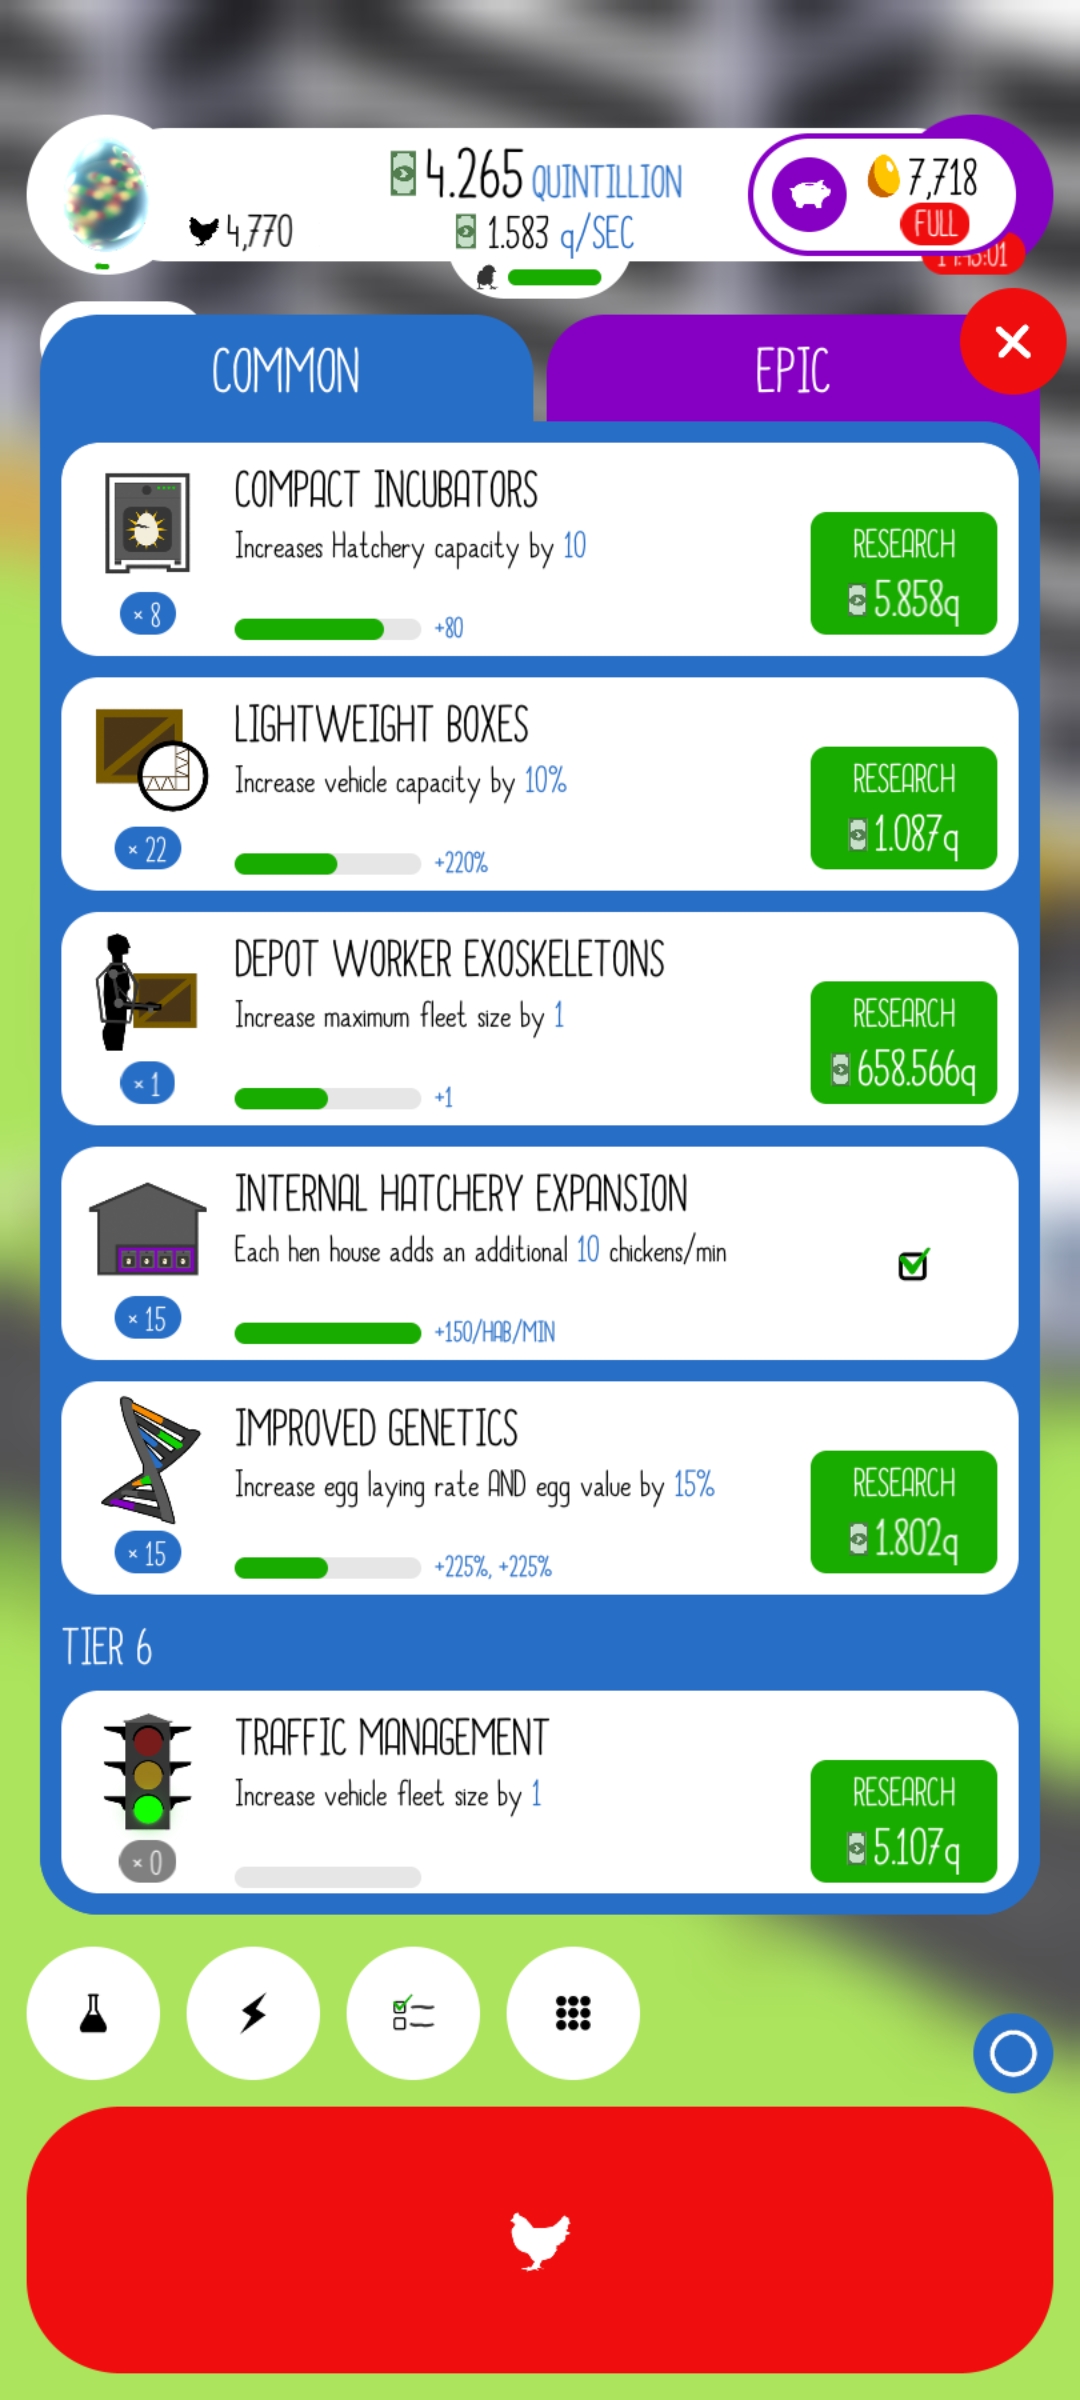 4.265 QUINTILLION
7,718
4,770
1.583 q/SEC
FULL
COMMON
EPIC
COMPACT INCUBATORS
Increases Hatchery capacity by 10
RESEARCH
5.858q
× 8
+80
LIGHTWEIGHT BOXES
Increase vehicle capacity by 10%
RESEARCH
1.087q
× 22
+220%
DEPOT WORKER EXOSKELETONS
Increase maximum fleet size by 1
RESEARCH
658.566q
× 1
+1
INTERNAL HATCHERY EXPANSION
Each hen house adds an additional 10 chickens/min
× 15
+150/HAB/MIN
IMPROVED GENETICS
Increase egg laying rate AND egg value by 15%
RESEARCH
1.802q
× 15
+225%, +225%
TIER 6
TRAFFIC MANAGEMENT
Increase vehicle fleet size by 1
RESEARCH
5.107q
× 0